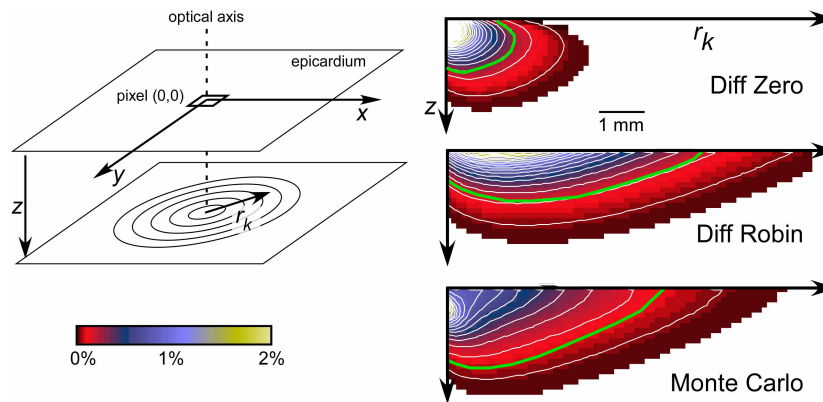 optical axis
epicardium
pixel (0,0)
x
y
z
r_k
0% 1% 2%
r_k
z
Diff Zero
1 mm
Diff Robin
Monte Carlo